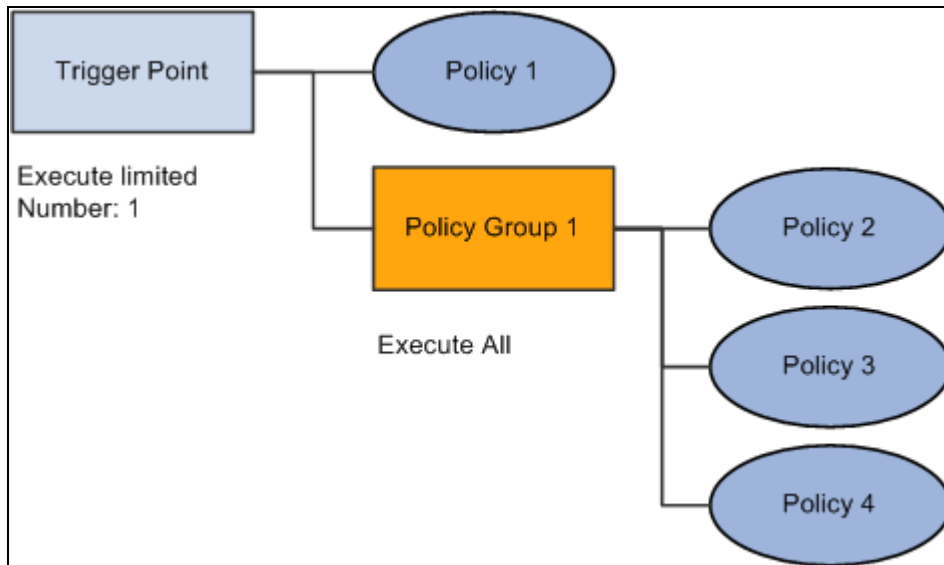 Trigger Point
Policy 1
Execute limited
Number: 1
Policy Group 1
Policy 2
Execute All
Policy 3
Policy 4